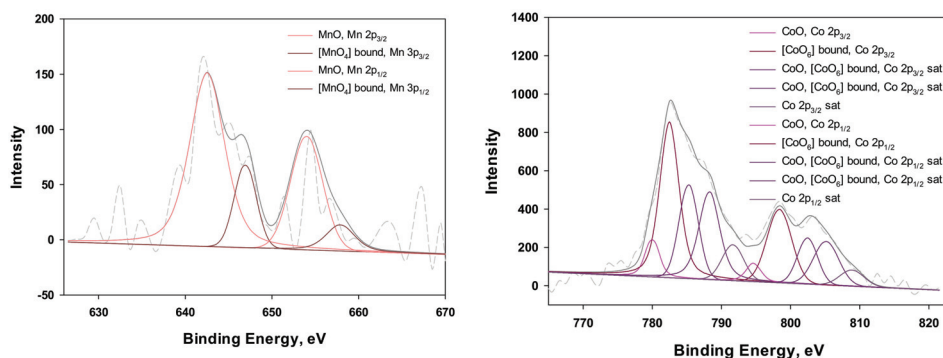 200
150
100
50
0
-50
Intensity
630 640 650 660 670
Binding Energy, eV
MnO, Mn 2p3/2
[MnO4] bound, Mn 3p3/2
MnO, Mn 2p1/2
[MnO4] bound, Mn 3p1/2
1400
1200
1000
800
600
400
200
0
Intensity
770 780 790 800 810 820
Binding Energy, eV
CoO, Co 2p3/2
[CoO6] bound, Co 2p3/2
CoO, [CoO6] bound, Co 2p3/2 sat
CoO, [CoO6] bound, Co 2p3/2 sat
Co 2p3/2 sat
CoO, Co 2p1/2
[CoO6] bound, Co 2p1/2
CoO, [CoO6] bound, Co 2p1/2 sat
CoO, [CoO6] bound, Co 2p1/2 sat
Co 2p1/2 sat